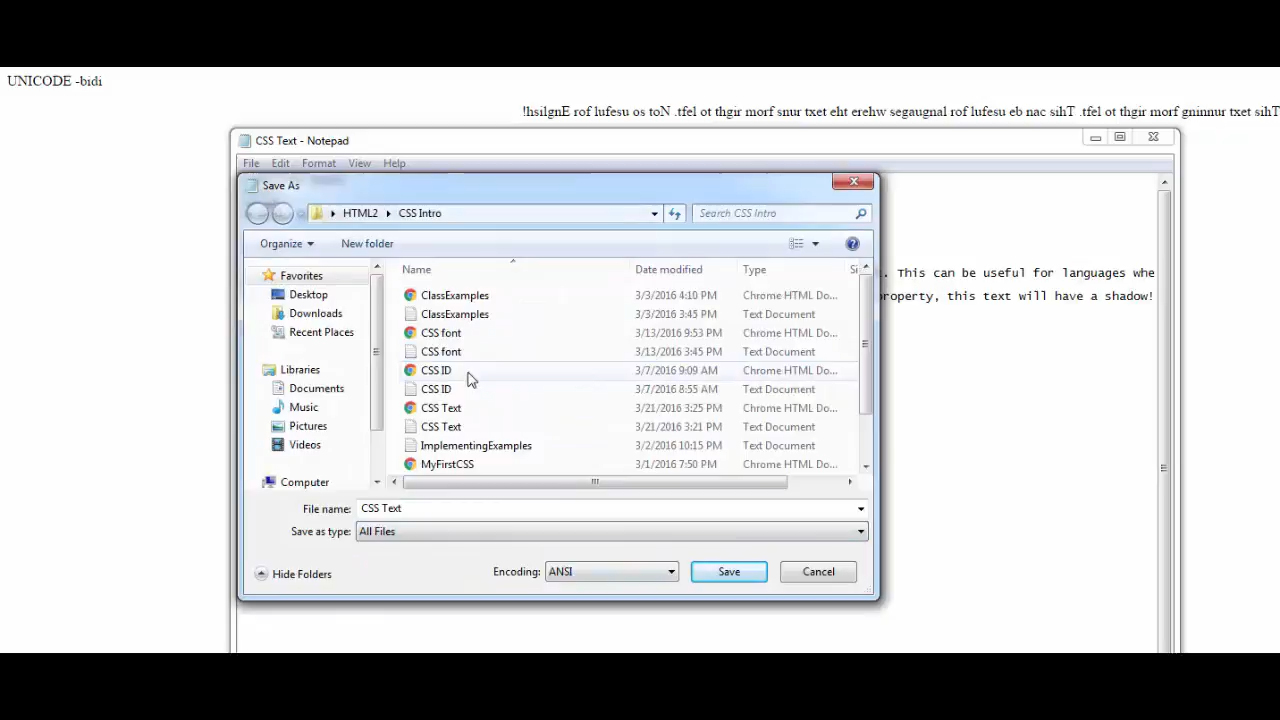 UNICODE -bidi
!hsilgnE rof lufesu os toN .tfel ot thgir morf snur txet eht erehw segaugnal rof lufesu eb nac sihT .tfel ot thgir morf gninnur txet sihT
CSS Text - Notepad
File Edit Format View Help
Save As
HTML2 CSS Intro Search CSS Intro
Organize New folder
Name Date modified Type Si
Favorites
Desktop
Downloads
Recent Places
Libraries
Documents
Music
Pictures
Videos
Computer
ClassExamples 3/3/2016 4:10 PM Chrome HTML Do...
ClassExamples 3/3/2016 3:45 PM Text Document
CSS font 3/13/2016 9:53 PM Chrome HTML Do...
CSS font 3/13/2016 3:45 PM Text Document
CSS ID 3/7/2016 9:09 AM Chrome HTML Do...
CSS ID 3/7/2016 8:55 AM Text Document
CSS Text 3/21/2016 3:25 PM Chrome HTML Do...
CSS Text 3/21/2016 3:21 PM Text Document
ImplementingExamples 3/2/2016 10:15 PM Text Document
MyFirstCSS 3/1/2016 7:50 PM Chrome HTML Do...
. This can be useful for languages whe
property, this text will have a shadow!
File name: CSS Text
Save as type: All Files
Hide Folders Encoding: ANSI Save Cancel